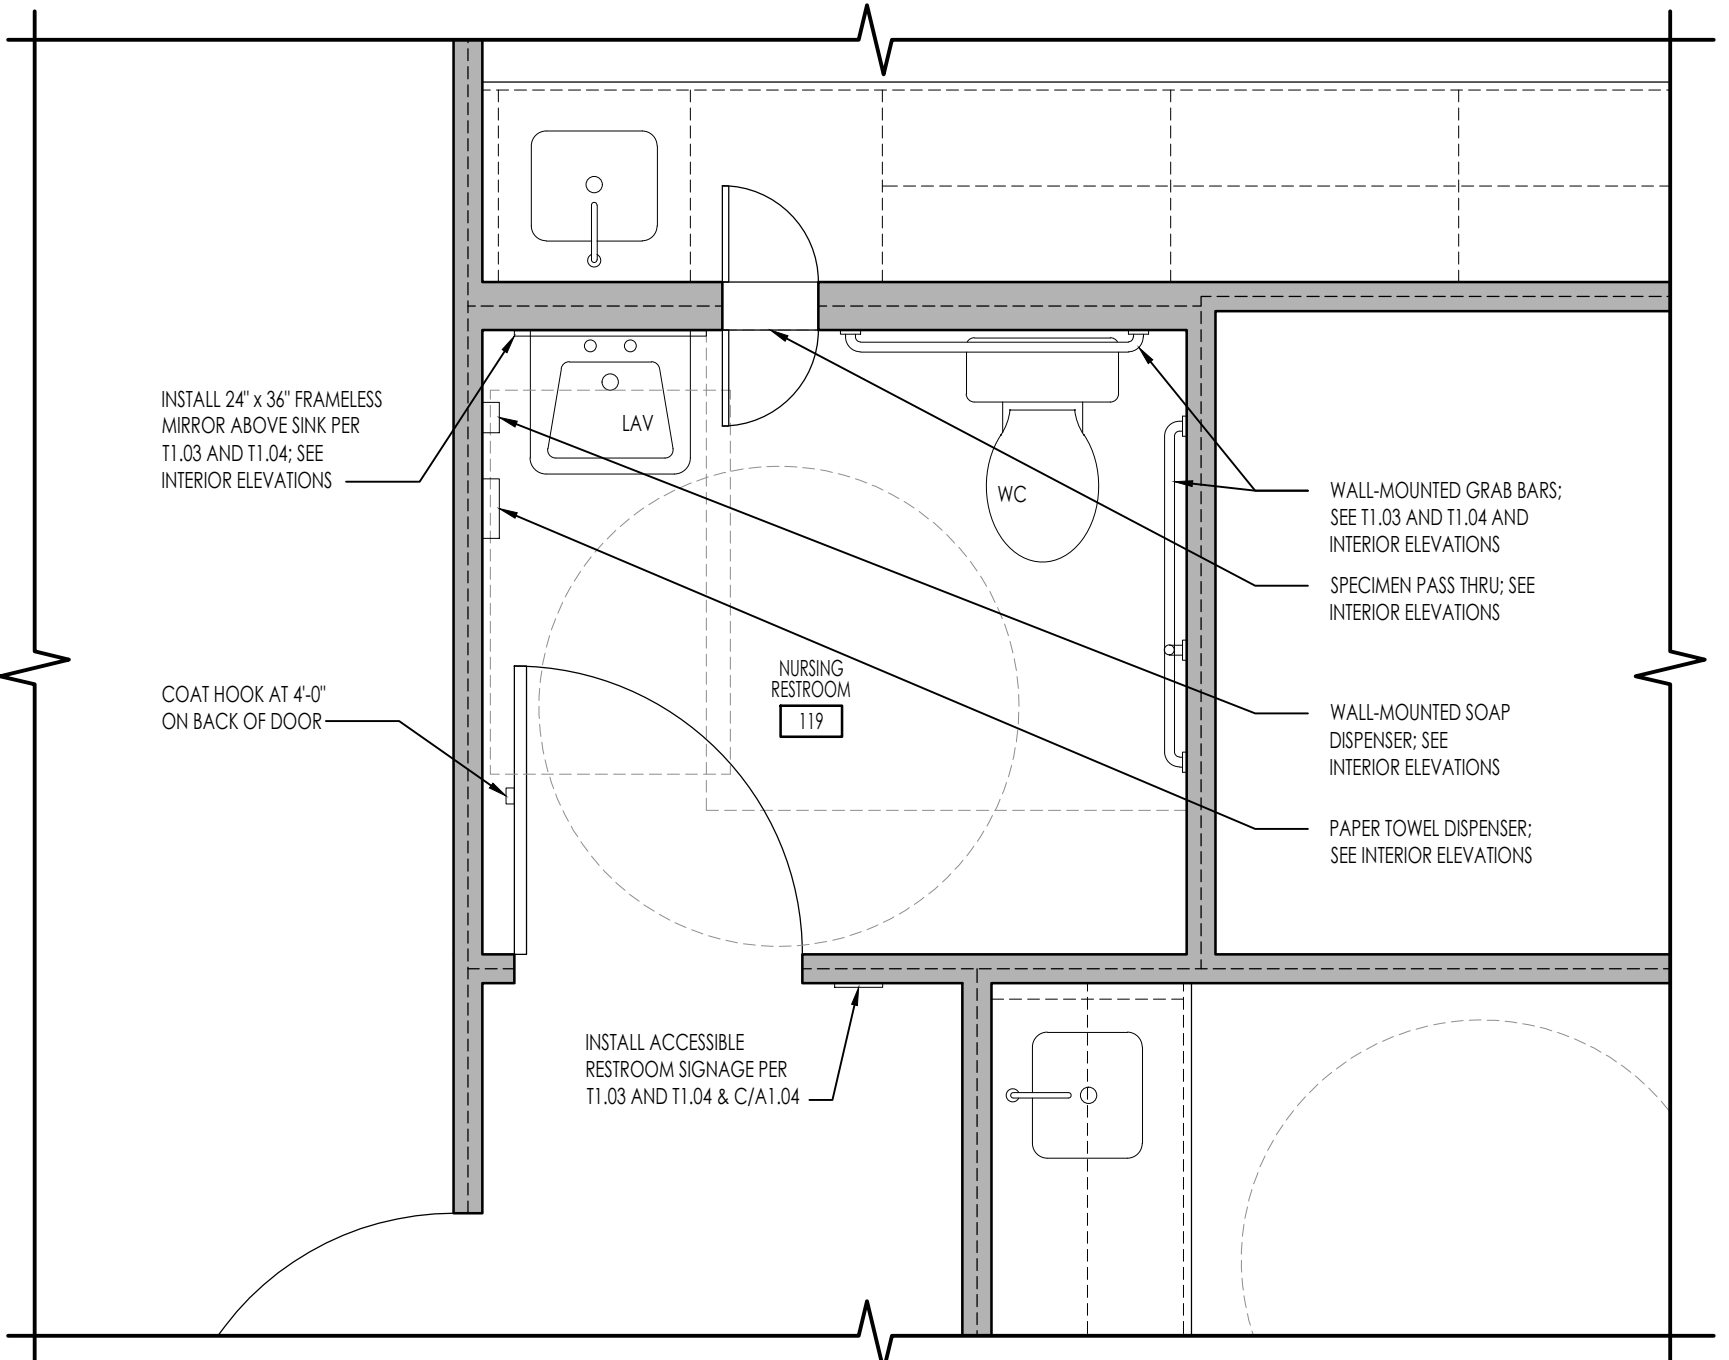 INSTALL 24" x 36" FRAMELESS
MIRROR ABOVE SINK PER
T1.03 AND T1.04; SEE
INTERIOR ELEVATIONS
LAV
WC
WALL-MOUNTED GRAB BARS;
SEE T1.03 AND T1.04 AND
INTERIOR ELEVATIONS
SPECIMEN PASS THRU; SEE
INTERIOR ELEVATIONS
COAT HOOK AT 4'-0"
ON BACK OF DOOR
NURSING
RESTROOM
119
WALL-MOUNTED SOAP
DISPENSER; SEE
INTERIOR ELEVATIONS
PAPER TOWEL DISPENSER;
SEE INTERIOR ELEVATIONS
INSTALL ACCESSIBLE
RESTROOM SIGNAGE PER
T1.03 AND T1.04 & C/A1.04